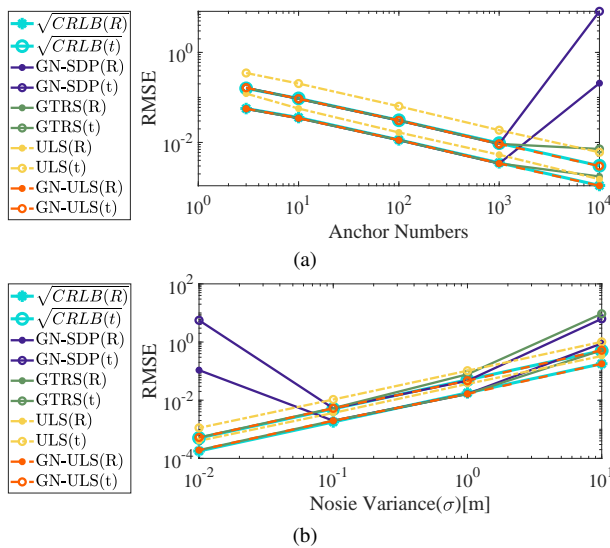 √CRLB(R)
√CRLB(t)
GN-SDP(R)
GN-SDP(t)
GTRS(R)
GTRS(t)
ULS(R)
ULS(t)
GN-ULS(R)
GN-ULS(t)
RMSE
10^0
10^-2
10^0 10^1 10^2 10^3 10^4
Anchor Numbers
(a)
√CRLB(R)
√CRLB(t)
GN-SDP(R)
GN-SDP(t)
GTRS(R)
GTRS(t)
ULS(R)
ULS(t)
GN-ULS(R)
GN-ULS(t)
RMSE
10^2
10^0
10^-2
10^-4
10^-2 10^-1 10^0 10^1
Nosie Variance(σ)[m]
(b)